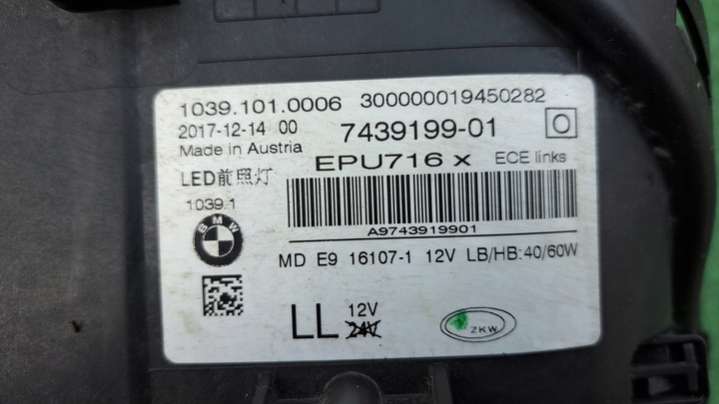 1039.101.0006 300000019450282
2017-12-14 00 7439199-01 O
Made in Austria EPU716 x ECE links
LED前照灯
1039.1
BMW
A9743919901
MD E9 16107-1 12V LB/HB:40/60W
LL 12V
24V
ZKW